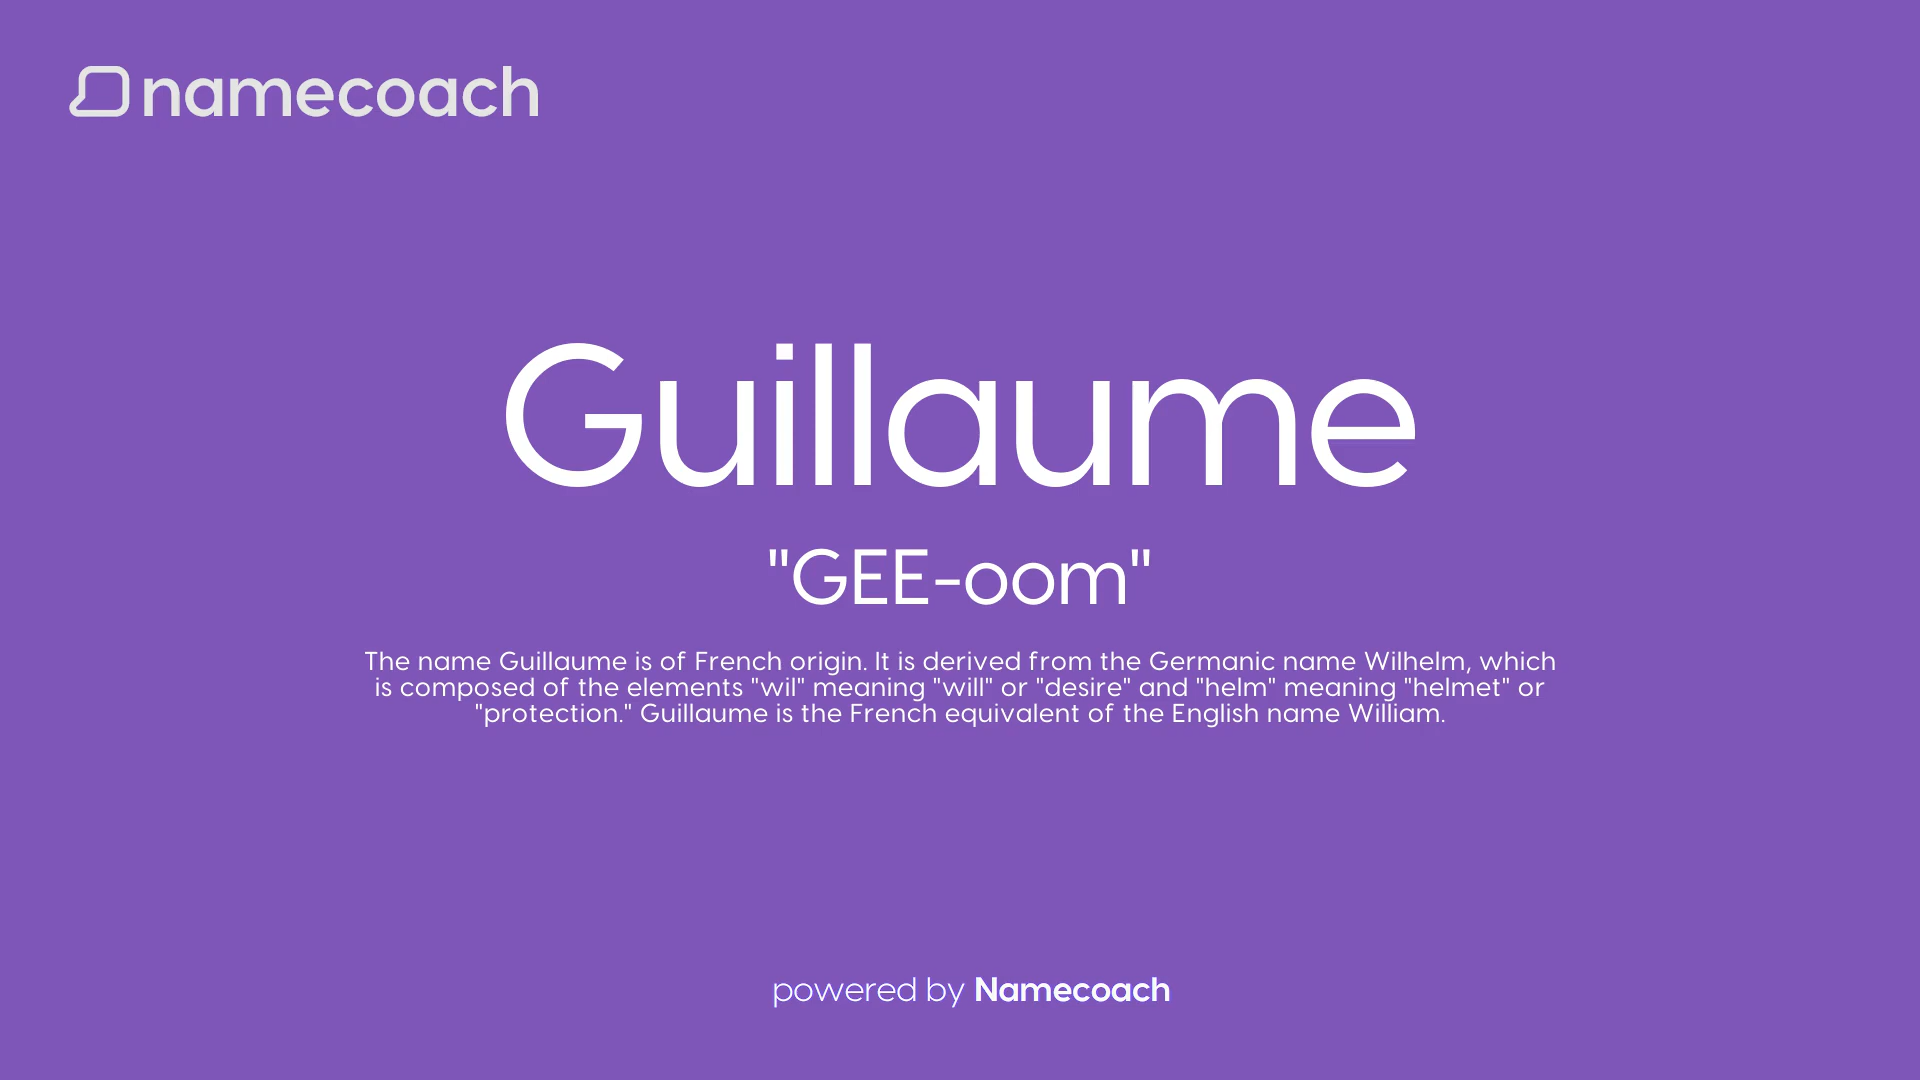 namecoach
Guillaume
"GEE-oom"
The name Guillaume is of French origin. It is derived from the Germanic name Wilhelm, which
is composed of the elements "wil" meaning "will" or "desire" and "helm" meaning "helmet" or
"protection." Guillaume is the French equivalent of the English name William.
powered by Namecoach